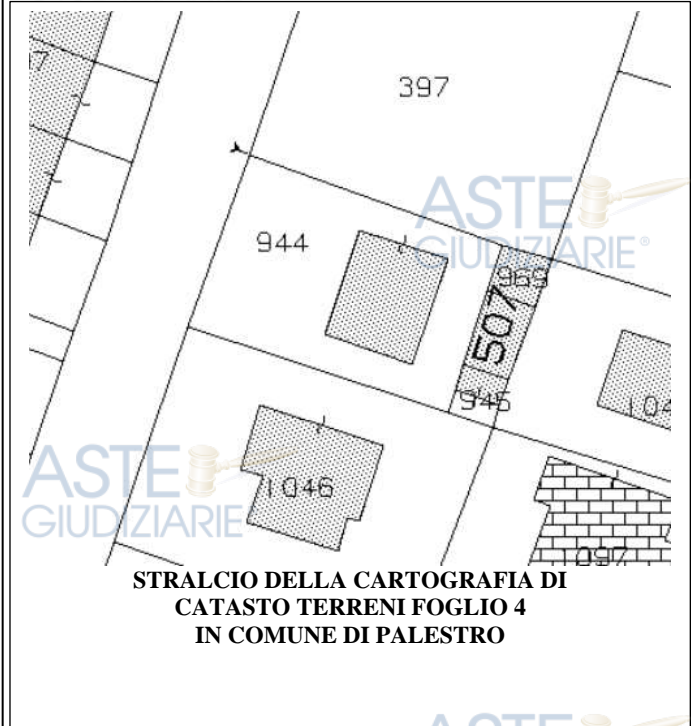 397
944
969
507
945
1046
1097
ASTE
GIUDIZIARIE®
ASTE
GIUDIZIARIE
STRALCIO DELLA CARTOGRAFIA DI
CATASTO TERRENI FOGLIO 4
IN COMUNE DI PALESTRO